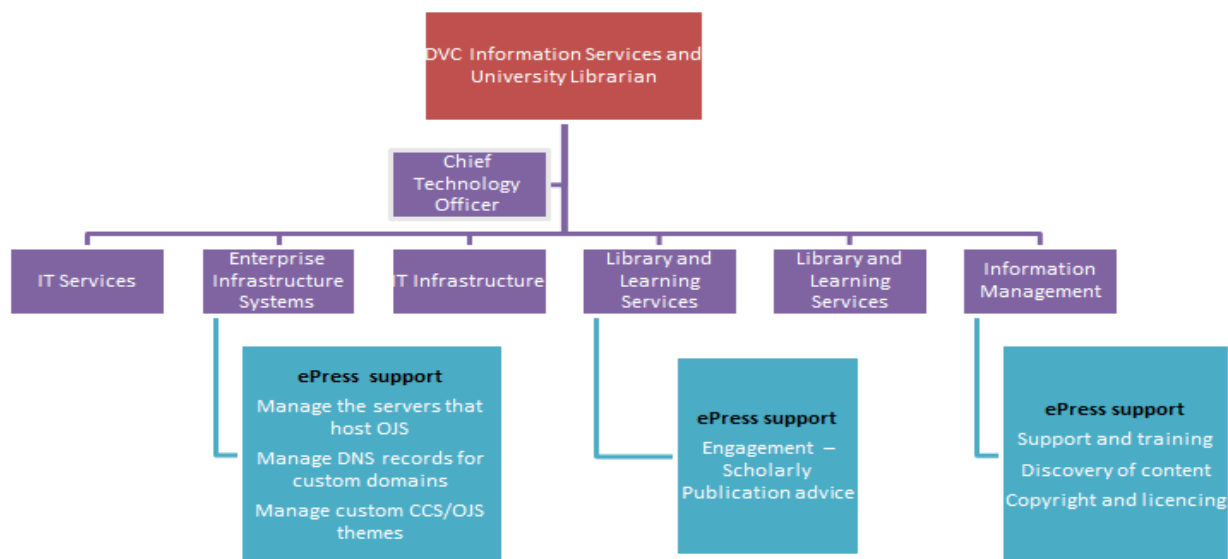 DVC Information Services and
University Librarian
Chief
Technology
Officer
IT Services
Enterprise
Infrastructure
Systems
IT Infrastructure
Library and
Learning
Services
Library and
Learning
Services
Information
Management
ePress support
Manage the servers that
host OJS
Manage DNS records for
custom domains
Manage custom CCS/OJS
themes
ePress support
Engagement –
Scholarly
Publication advice
ePress support
Support and training
Discovery of content
Copyright and licencing